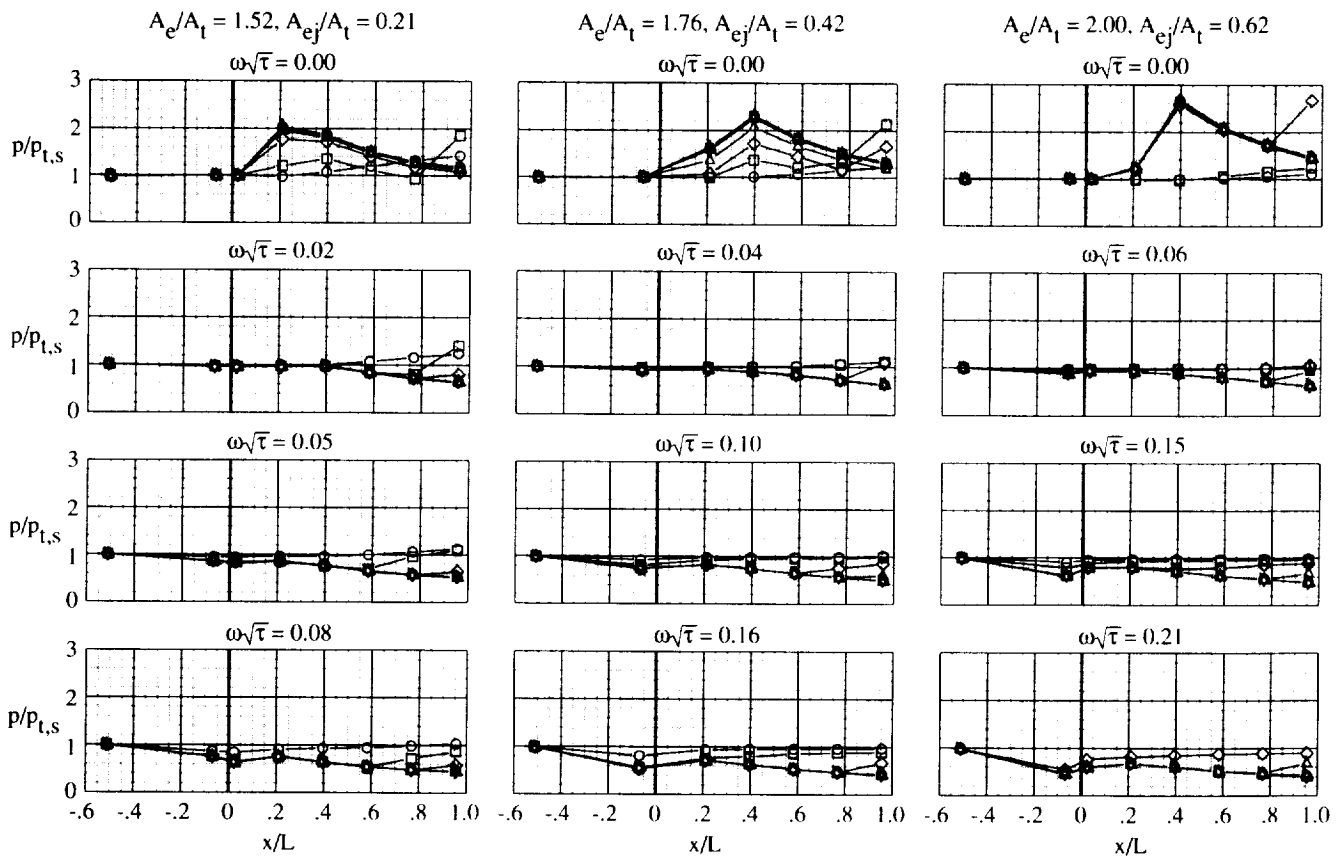 A_e/A_t = 1.52, A_ej/A_t = 0.21
A_e/A_t = 1.76, A_ej/A_t = 0.42
A_e/A_t = 2.00, A_ej/A_t = 0.62
ω√τ = 0.00
ω√τ = 0.00
ω√τ = 0.00
3
2
p/p_t,s
1
0
ω√τ = 0.02
ω√τ = 0.04
ω√τ = 0.06
3
2
p/p_t,s
1
0
ω√τ = 0.05
ω√τ = 0.10
ω√τ = 0.15
3
2
p/p_t,s
1
0
ω√τ = 0.08
ω√τ = 0.16
ω√τ = 0.21
3
2
p/p_t,s
1
0
-.6 -.4 -.2 0 .2 .4 .6 .8 1.0
-.6 -.4 -.2 0 .2 .4 .6 .8 1.0
-.6 -.4 -.2 0 .2 .4 .6 .8 1.0
x/L
x/L
x/L